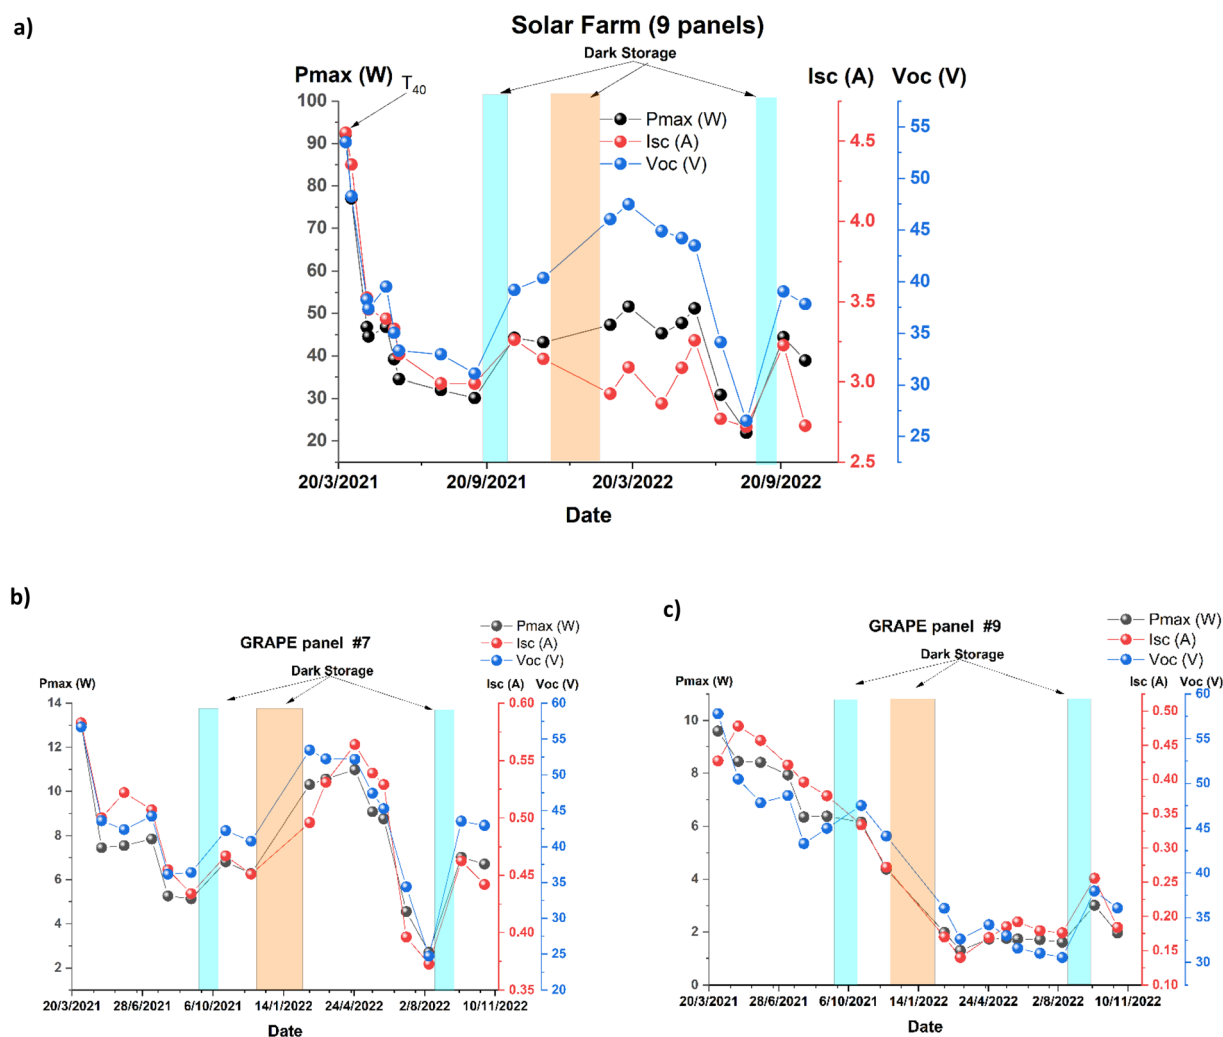 a)
Solar Farm (9 panels)
Dark Storage
Pmax (W)
Isc (A)
Voc (V)
T40
Pmax (W)
Isc (A)
Voc (V)
100
90
80
70
60
50
40
30
20
4.5
4.0
3.5
3.0
2.5
55
50
45
40
35
30
25
20/3/2021
20/9/2021
20/3/2022
20/9/2022
Date
b)
GRAPE panel #7
Dark Storage
Pmax (W)
Isc (A)
Voc (V)
Pmax (W)
Isc (A)
Voc (V)
14
12
10
8
6
4
2
0.60
0.55
0.50
0.45
0.40
0.35
60
55
50
45
40
35
30
25
20
20/3/2021
28/6/2021
6/10/2021
14/1/2022
24/4/2022
2/8/2022
10/11/2022
Date
c)
GRAPE panel #9
Dark Storage
Pmax (W)
Isc (A)
Voc (V)
Pmax (W)
Isc (A)
Voc (V)
10
8
6
4
2
0
0.50
0.45
0.40
0.35
0.30
0.25
0.20
0.15
0.10
60
55
50
45
40
35
30
20/3/2021
28/6/2021
6/10/2021
14/1/2022
24/4/2022
2/8/2022
10/11/2022
Date